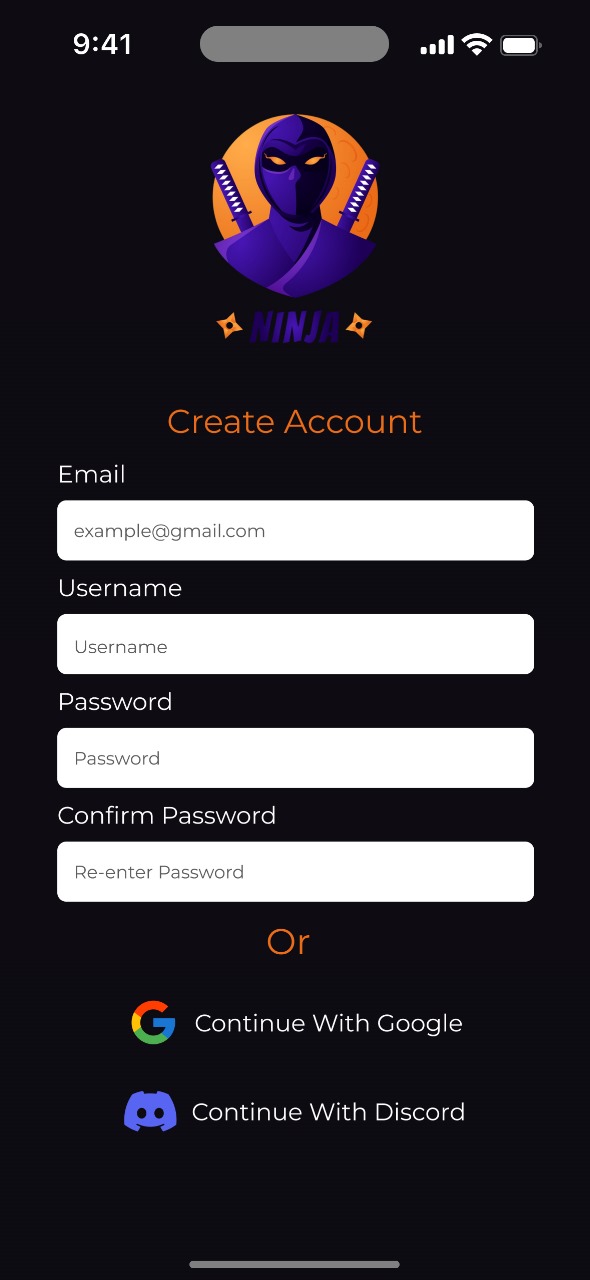 9:41
NINJA
Create Account
Email
example@gmail.com
Username
Username
Password
Password
Confirm Password
Re-enter Password
Or
Continue With Google
Continue With Discord